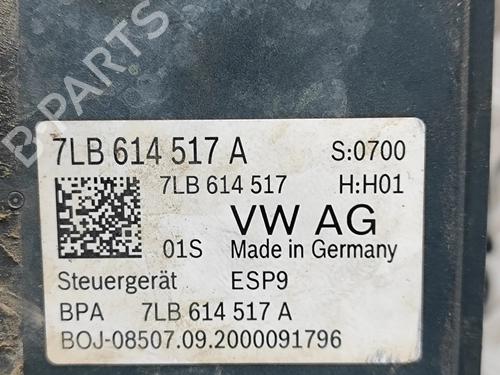 7LB 614 517 A S:0700
7LB 614 517 H:H01
VW AG
01S Made in Germany
Steuergerät ESP9
BPA 7LB 614 517 A
BOJ-08507.09.2000091796
B-PARTS